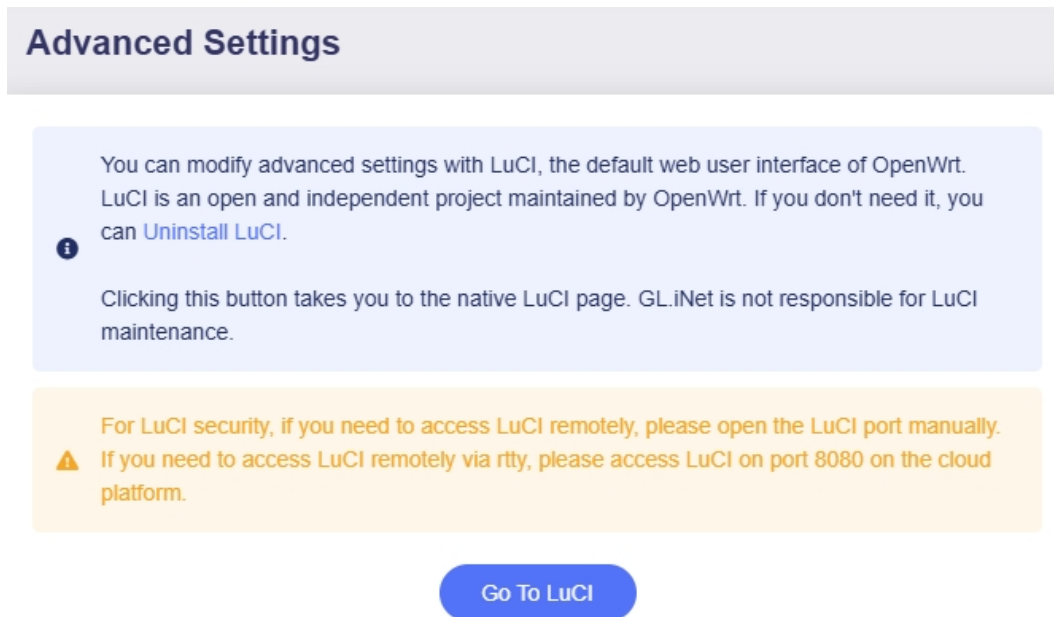 Advanced Settings
You can modify advanced settings with LuCI, the default web user interface of OpenWrt.
LuCI is an open and independent project maintained by OpenWrt. If you don't need it, you
can Uninstall LuCI.
Clicking this button takes you to the native LuCI page. GL.iNet is not responsible for LuCI
maintenance.
For LuCI security, if you need to access LuCI remotely, please open the LuCI port manually.
If you need to access LuCI remotely via rtty, please access LuCI on port 8080 on the cloud
platform.
Go To LuCI